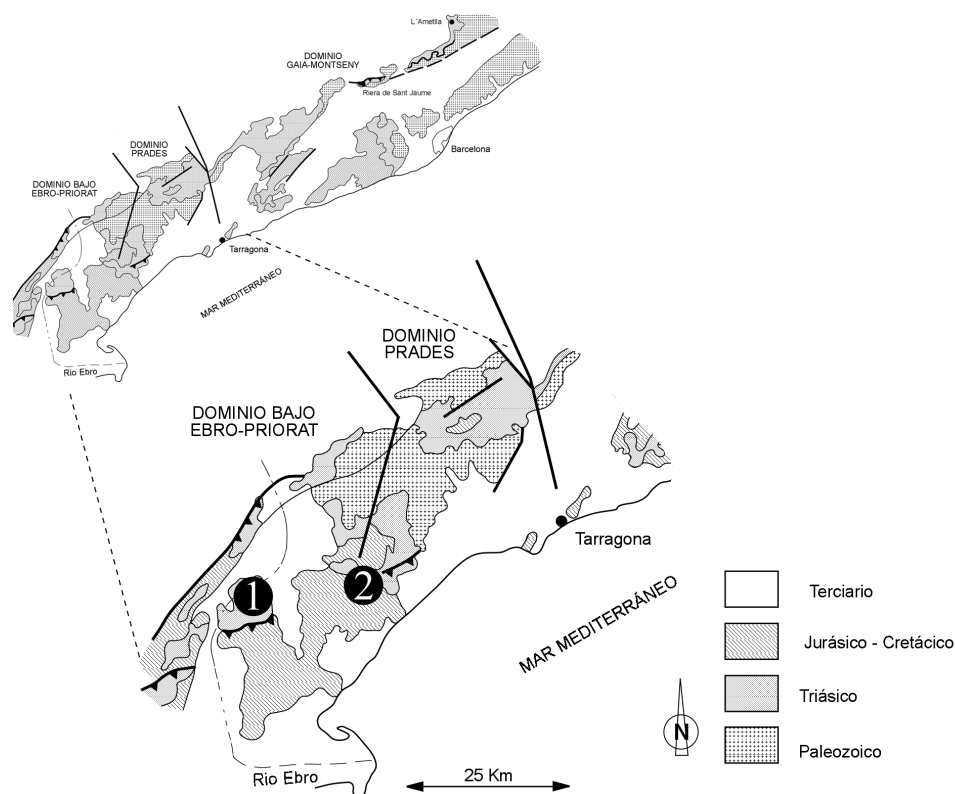 L´Ametlla
DOMINIO
GAIA-MONTSENY
Riera de Sant Jaume
Barcelona
DOMINIO
PRADES
DOMINIO BAJO
EBRO-PRIORAT
Tarragona
MAR MEDITERRÁNEO
Rio Ebro
DOMINIO
PRADES
DOMINIO BAJO
EBRO-PRIORAT
Tarragona
1
2
MAR MEDITERRÁNEO
Rio Ebro
25 Km
N
Terciario
Jurásico - Cretácico
Triásico
Paleozoico